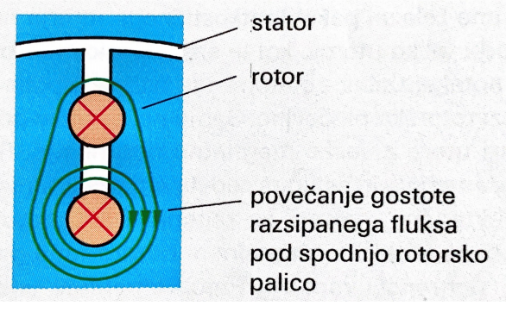 stator
rotor
povečanje gostote
razsipanega fluksa
pod spodnjo rotorsko
palico